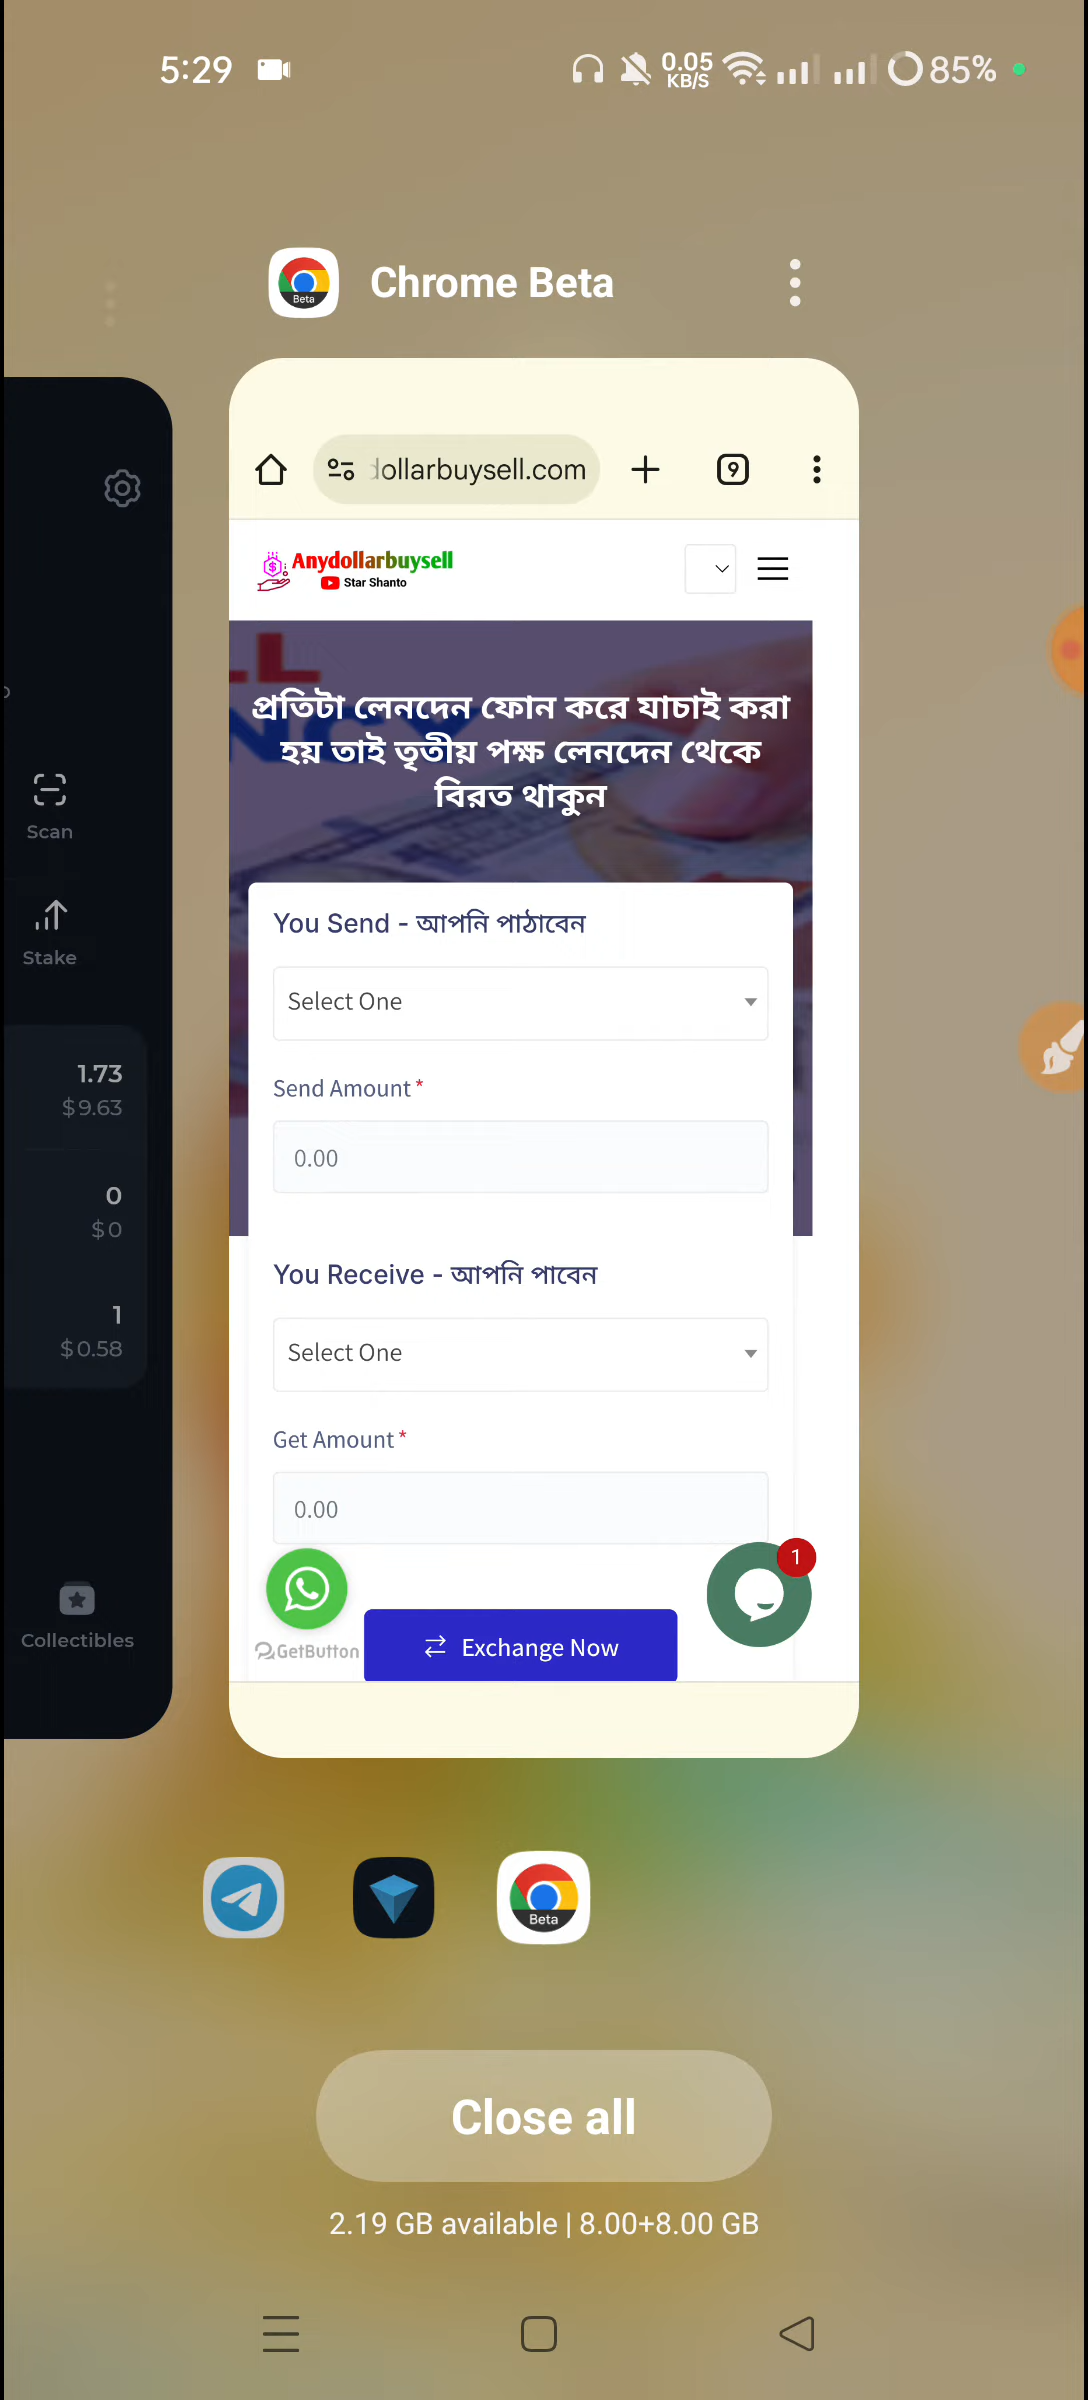 5:29
0.05
KB/S
85%
Beta
Chrome Beta
dollarbuysell.com
9
Anydollarbuysell
Star Shanto
প্রতিটা লেনদেন ফোন করে যাচাই করা
হয় তাই তৃতীয় পক্ষ লেনদেন থেকে
বিরত থাকুন
You Send - আপনি পাঠাবেন
Select One
Send Amount *
0.00
You Receive - আপনি পাবেন
Select One
Get Amount *
0.00
1
GetButton
Exchange Now
Scan
Stake
1.73
$9.63
0
$0
1
$0.58
Collectibles
Beta
Close all
2.19 GB available | 8.00+8.00 GB